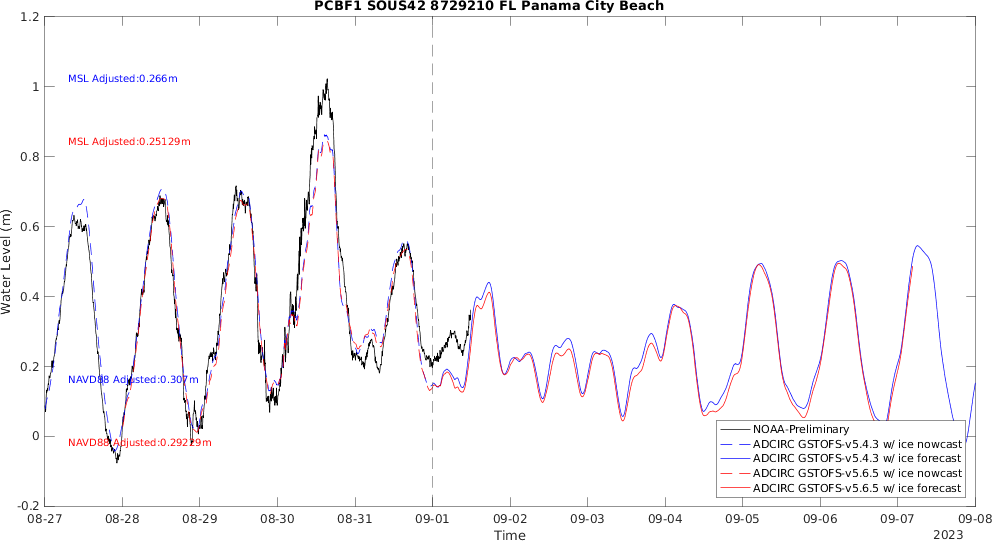 PCBF1 SOUS42 8729210 FL Panama City Beach
1.2
1
0.8
0.6
0.4
0.2
0
-0.2
Water Level (m)
MSL Adjusted:0.266m
MSL Adjusted:0.25129m
NAVD88 Adjusted:0.307m
NAVD88 Adjusted:0.29229m
NOAA-Preliminary
ADCIRC GSTOFS-v5.4.3 w/ ice nowcast
ADCIRC GSTOFS-v5.4.3 w/ ice forecast
ADCIRC GSTOFS-v5.6.5 w/ ice nowcast
ADCIRC GSTOFS-v5.6.5 w/ ice forecast
08-27 08-28 08-29 08-30 08-31 09-01 09-02 09-03 09-04 09-05 09-06 09-07 09-08
Time
2023